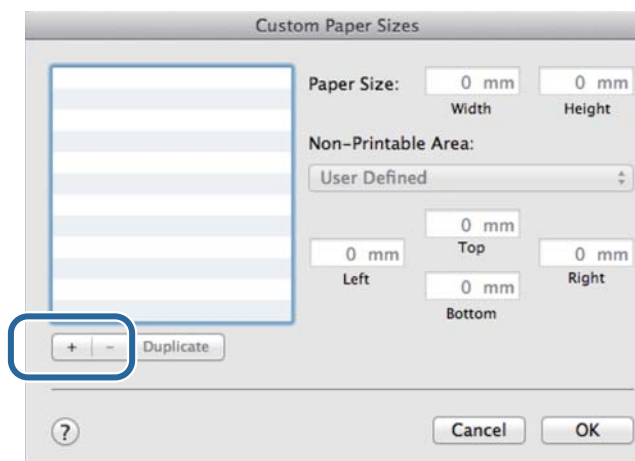 Custom Paper Sizes
Paper Size:
0 mm
0 mm
Width
Height
Non-Printable Area:
User Defined
0 mm
Top
0 mm
Left
0 mm
Right
0 mm
Bottom
+ - Duplicate
? Cancel OK